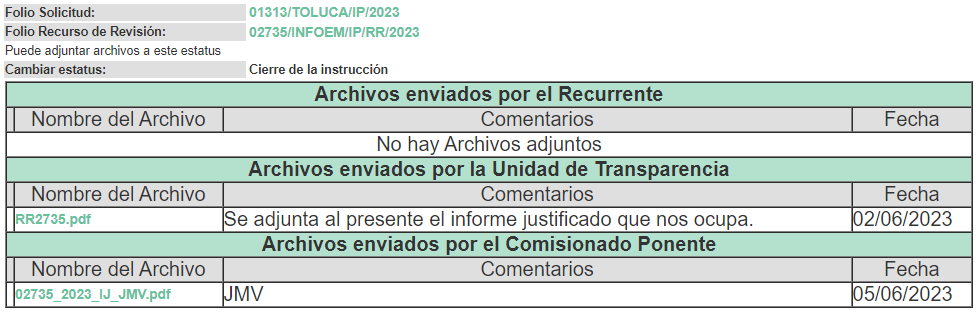 Folio Solicitud: 01313/TOLUCA/IP/2023
Folio Recurso de Revisión: 02735/INFOEM/IP/RR/2023
Puede adjuntar archivos a este estatus
Cambiar estatus: Cierre de la instrucción
Archivos enviados por el Recurrente
Nombre del Archivo Comentarios Fecha
No hay Archivos adjuntos
Archivos enviados por la Unidad de Transparencia
Nombre del Archivo Comentarios Fecha
RR2735.pdf Se adjunta al presente el informe justificado que nos ocupa. 02/06/2023
Archivos enviados por el Comisionado Ponente
Nombre del Archivo Comentarios Fecha
02735_2023_IJ_JMV.pdf JMV 05/06/2023